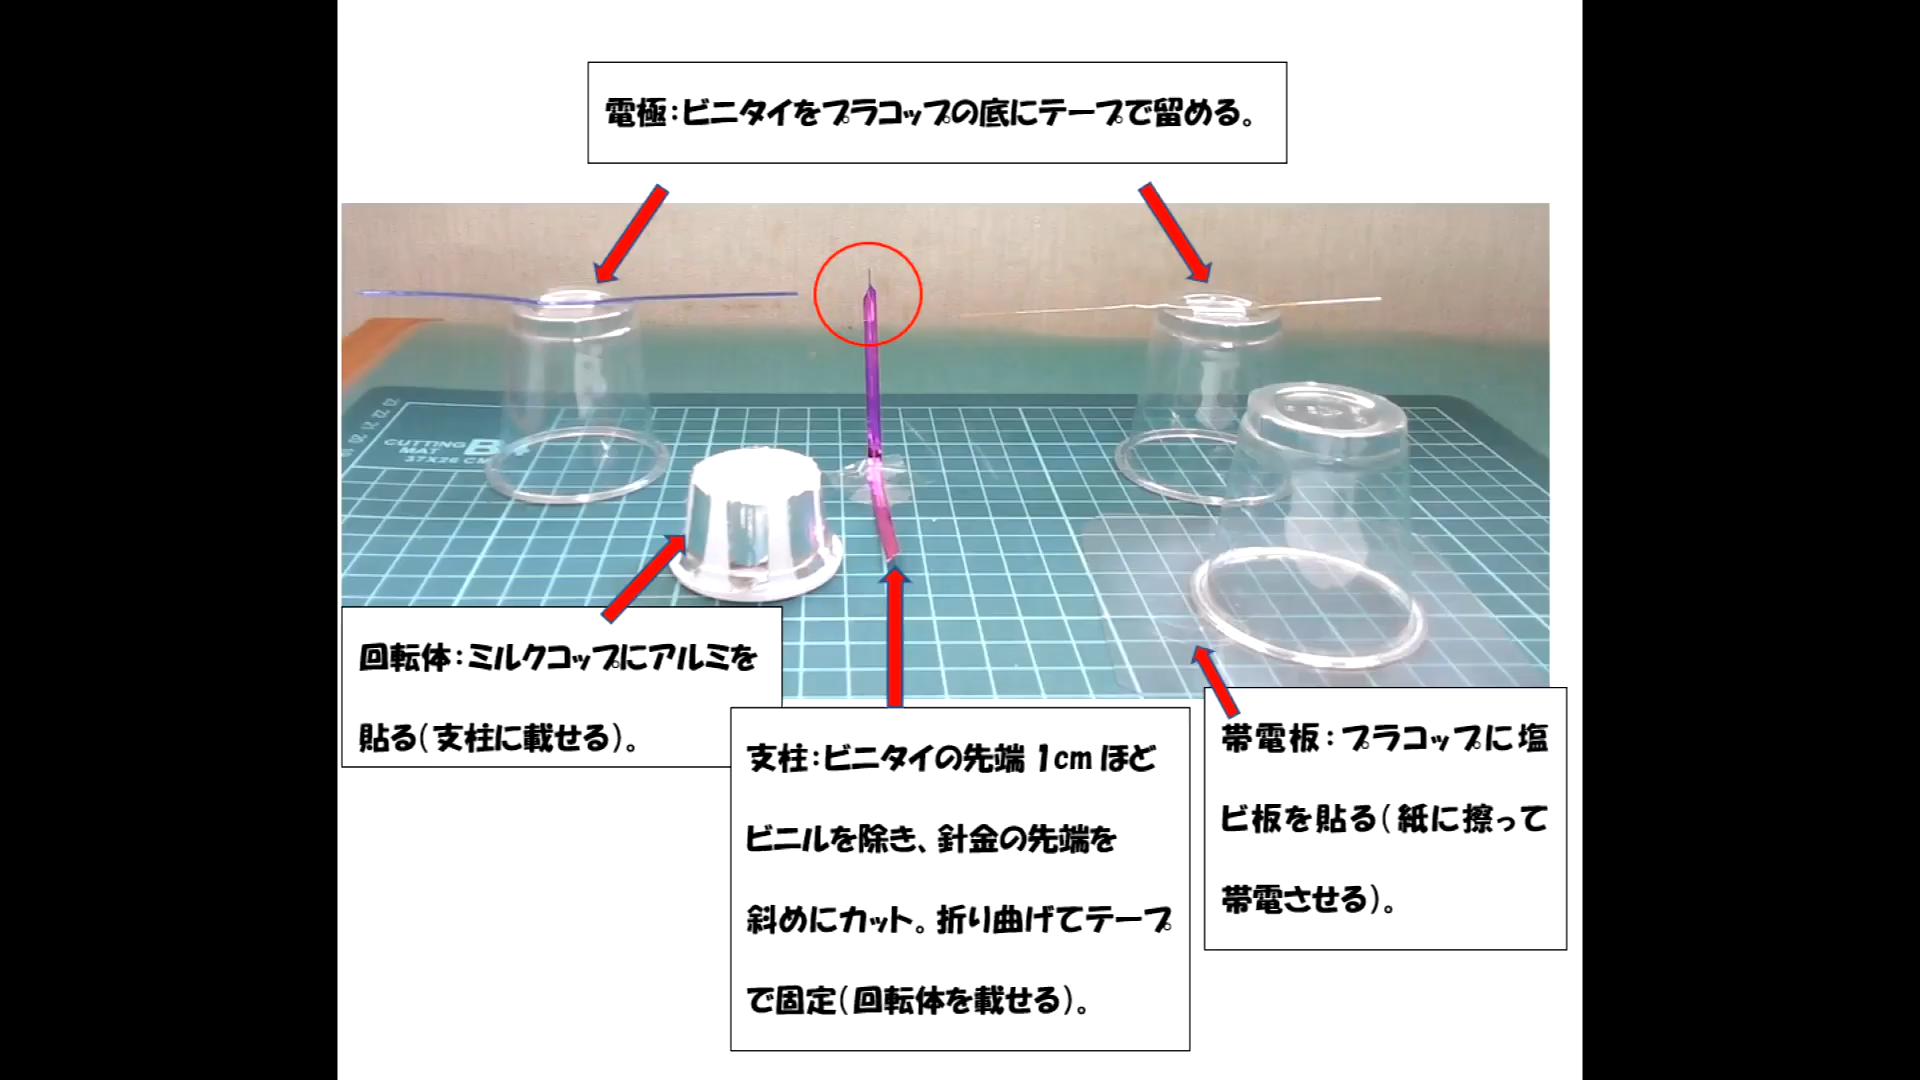 電極:ビニタイをプラコップの底にテープで留める。
CUTTING B4
MAT
37X26 CM
回転体:ミルクコップにアルミを
貼る(支柱に載せる)。
支柱:ビニタイの先端 1cm ほど
ビニルを除き、針金の先端を
斜めにカット。折り曲げてテープ
で固定(回転体を載せる)。
帯電板:プラコップに塩
ビ板を貼る(紙に擦って
帯電させる)。